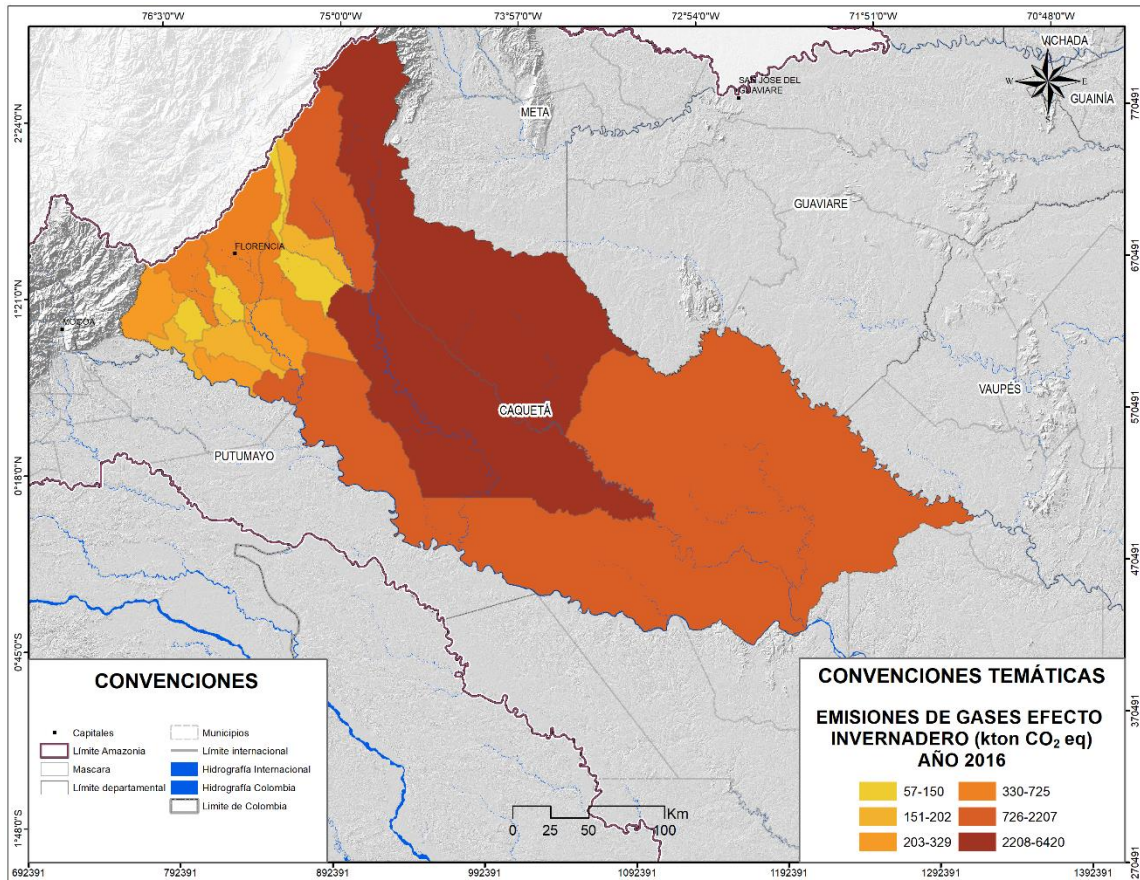 76°30'0"W 75°0'0"W 73°57'0"W 72°54'0"W 71°51'0"W 70°48'0"W
VICHADA
W E
GUAINÍA
SAN JOSE DEL
GUAVIARE
META
770491
2°24'0"N
GUAVIARE
FLORENCIA
670491
1°21'0"N
MOCOA
VAUPÉS
CAQUETÁ
570491
PUTUMAYO
0°18'0"N
470491
0°45'0"S
CONVENCIONES
Capitales
Límite Amazonia
Mascara
Límite departamental
Municipios
Límite internacional
Hidrografía Internacional
Hidrografía Colombia
Limite de Colombia
370491
Km
0 25 50 100
CONVENCIONES TEMÁTICAS
EMISIONES DE GASES EFECTO
INVERNADERO (kton CO₂ eq)
AÑO 2016
57-150
151-202
203-329
330-725
726-2207
2208-6420
1°48'0"S
270491
692391 792391 892391 992391 1092391 1192391 1292391 1392391